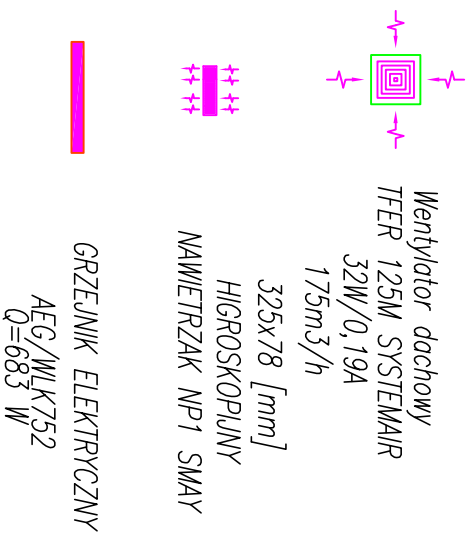 Wentylator dachowy
TFER 125M SYSTEMAIR
32W/0,19A
175m3/h
325x78 [mm]
HIGROSKOPIJNY
NAWIETRZAK NP1 SMAY
GRZEJNIK ELEKTRYCZNY
AEG/WLK752
Q=683 W